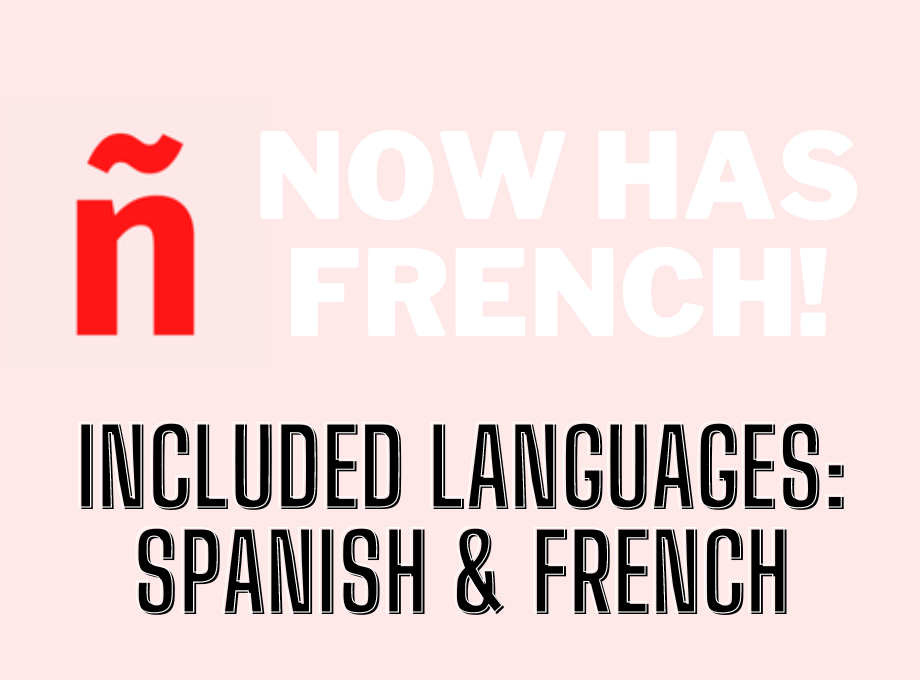 ñ
NOW HAS
FRENCH!
INCLUDED LANGUAGES:
SPANISH & FRENCH